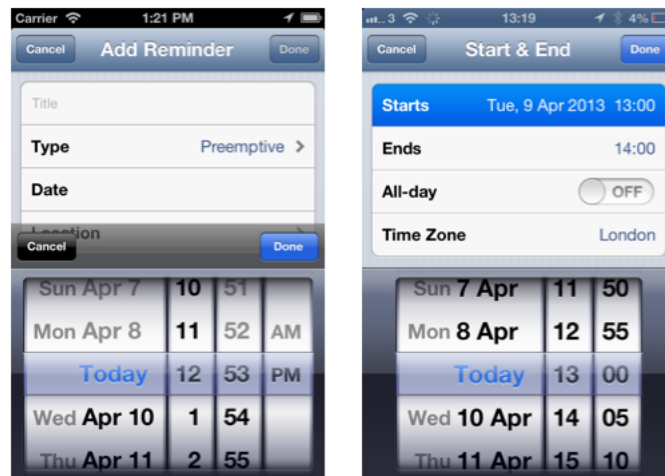 Carrier 1:21 PM
Cancel Add Reminder Done
Title
Type Preemptive
Date
Location
Cancel Done
Sun Apr 7 10 51
Mon Apr 8 11 52 AM
Today 12 53 PM
Wed Apr 10 1 54
Thu Apr 11 2 55
3 13:19 4%
Cancel Start & End Done
Starts Tue, 9 Apr 2013 13:00
Ends 14:00
All-day OFF
Time Zone London
Sun 7 Apr 11 50
Mon 8 Apr 12 55
Today 13 00
Wed 10 Apr 14 05
Thu 11 Apr 15 10